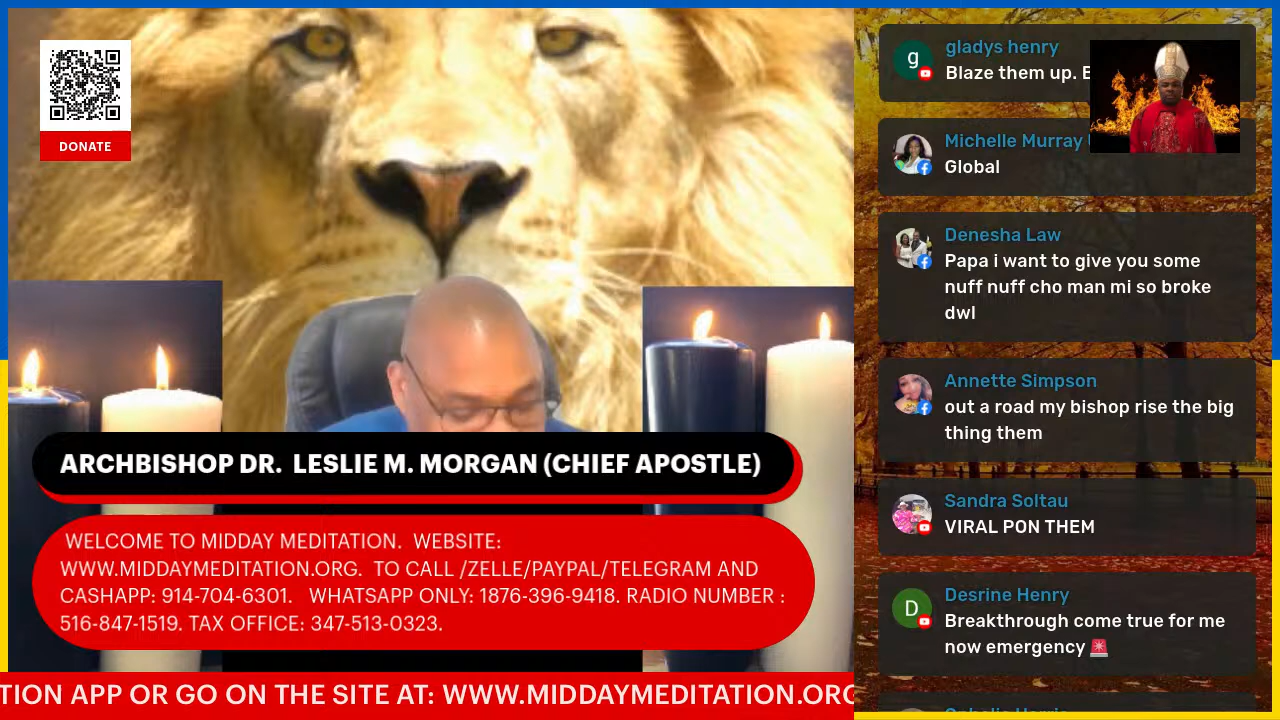 DONATE
ARCHBISHOP DR. LESLIE M. MORGAN (CHIEF APOSTLE)
WELCOME TO MIDDAY MEDITATION. WEBSITE:
WWW.MIDDAYMEDITATION.ORG. TO CALL /ZELLE/PAYPAL/TELEGRAM AND
CASHAPP: 914-704-6301. WHATSAPP ONLY: 1876-396-9418. RADIO NUMBER :
516-847-1519. TAX OFFICE: 347-513-0323.
TION APP OR GO ON THE SITE AT: WWW.MIDDAYMEDITATION.ORG
g
gladys henry
Blaze them up.
Michelle Murray
Global
Denesha Law
Papa i want to give you some
nuff nuff cho man mi so broke
dwl
Annette Simpson
out a road my bishop rise the big
thing them
Sandra Soltau
VIRAL PON THEM
D
Desrine Henry
Breakthrough come true for me
now emergency 🚨